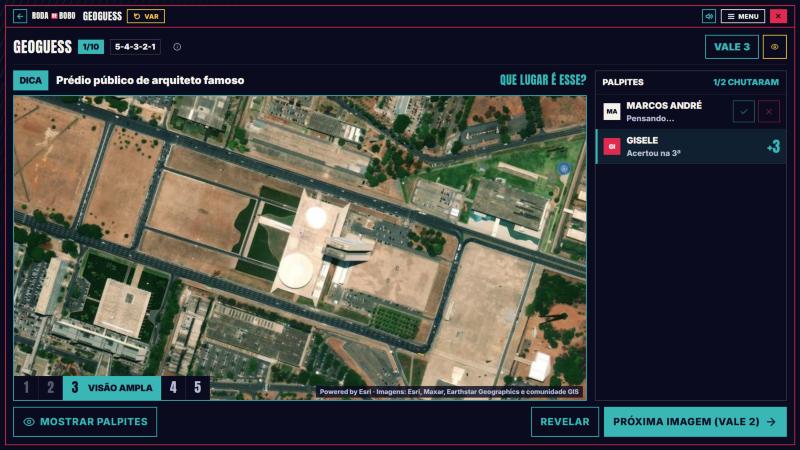 RODA BOBO
GEOGUESS
VAR
MENU
GEOGUESS
1/10
5-4-3-2-1
VALE 3
DICA
Prédio público de arquiteto famoso
QUE LUGAR É ESSE?
PALPITES
1/2 CHUTARAM
MA
MARCOS ANDRÉ
Pensando...
GI
GISELE
Acertou na 3ª
+3
1
2
3 VISÃO AMPLA
4
5
Powered by Esri · Imagens: Esri, Maxar, Earthstar Geographics e comunidade GIS
MOSTRAR PALPITES
REVELAR
PRÓXIMA IMAGEM (VALE 2)